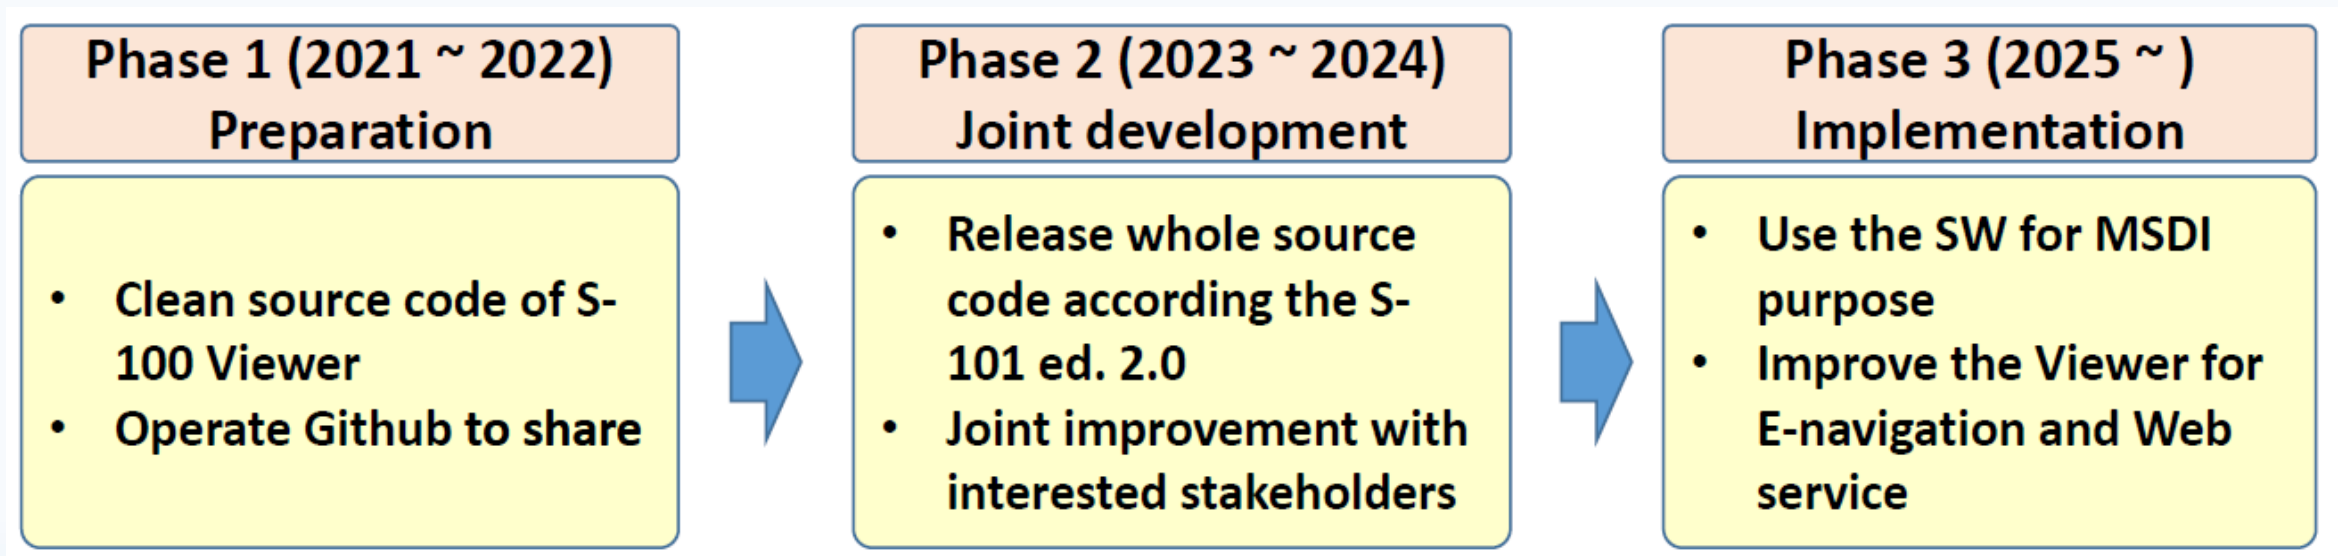 Phase 1 (2021 ~ 2022)
Preparation
• Clean source code of S-
100 Viewer
• Operate Github to share
Phase 2 (2023 ~ 2024)
Joint development
• Release whole source
code according the S-
101 ed. 2.0
• Joint improvement with
interested stakeholders
Phase 3 (2025 ~ )
Implementation
• Use the SW for MSDI
purpose
• Improve the Viewer for
E-navigation and Web
service